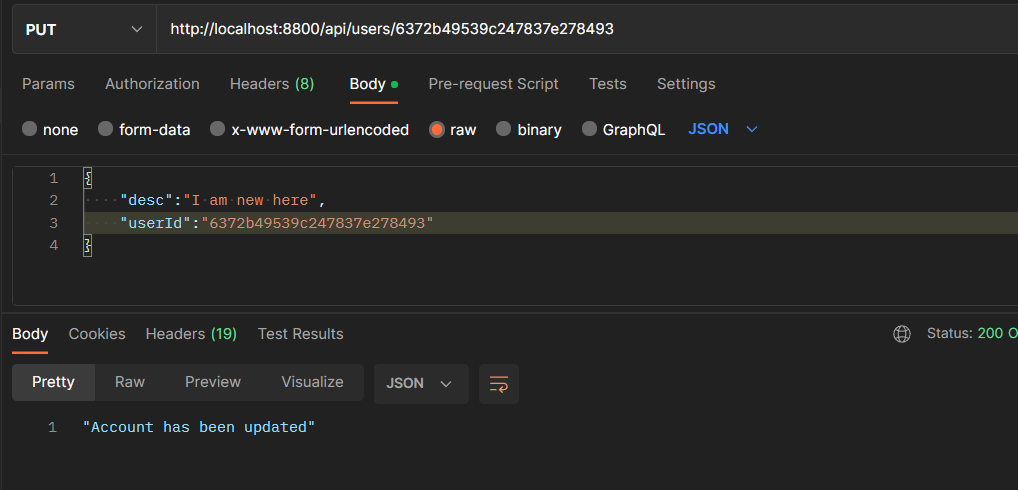 PUT http://localhost:8800/api/users/6372b49539c247837e278493
Params Authorization Headers (8) Body Pre-request Script Tests Settings
none form-data x-www-form-urlencoded raw binary GraphQL JSON
1 {
2 "desc":"I am new here",
3 "userId":"6372b49539c247837e278493"
4 }
Body Cookies Headers (19) Test Results Status: 200 O
Pretty Raw Preview Visualize JSON
1 "Account has been updated"